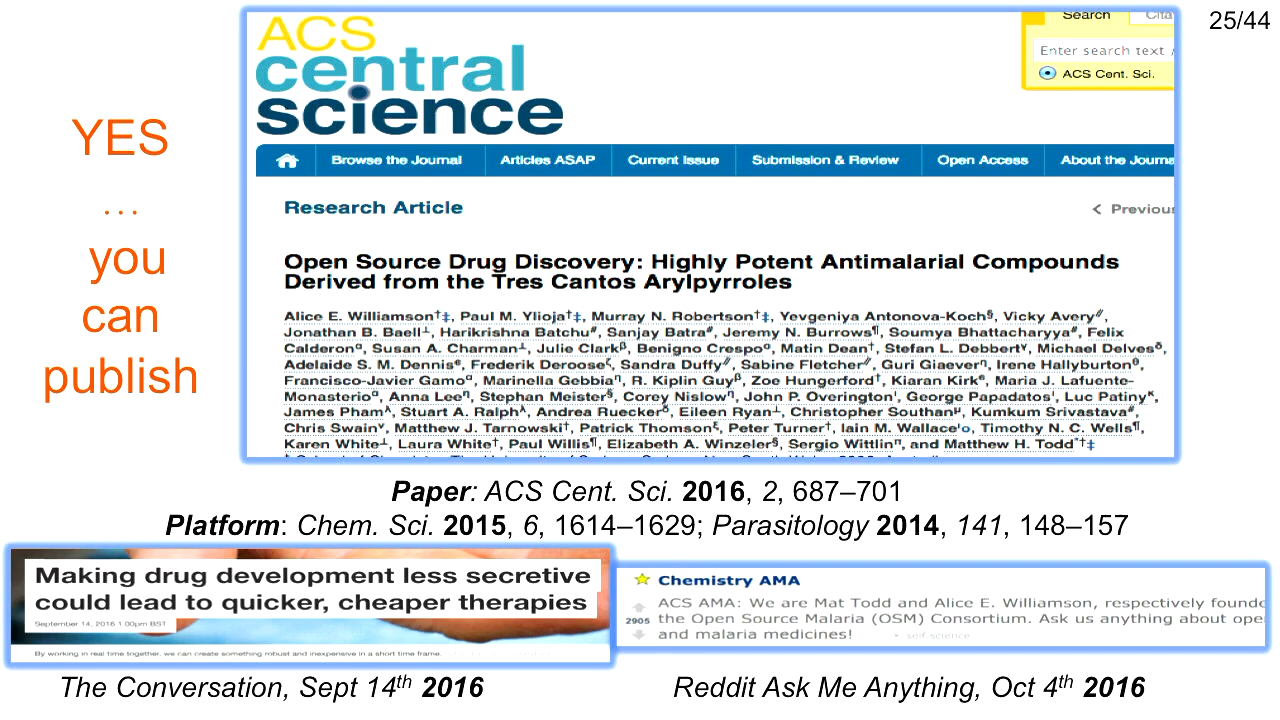 25/44
YES
...
you
can
publish
ACS
central
science
Search
Enter search text /
ACS Cent. Sci.
Browse the Journal Articles ASAP Current Issue Submission & Review Open Access About the Journa
Research Article
< Previou
Open Source Drug Discovery: Highly Potent Antimalarial Compounds
Derived from the Tres Cantos Arylpyrroles
Alice E. Williamson†‡, Paul M. Ylioja†‡, Murray N. Robertson†‡, Yevgeniya Antonova-Koch§, Vicky Avery∥,
Jonathan B. Baell⊥, Harikrishna Batchu#, Sanjay Batra#, Jeremy N. Burrows¶, Soumya Bhattacharyya#, Felix
Calderonα, Susan A. Charman⊥, Julie Clarkβ, Benigno Crespoα, Matin Dean†, Stefan L. Debbertγ, Michael Delvesδ,
Adelaide S. M. Dennisε, Frederik Derooseζ, Sandra Duffy∥, Sabine Fletcher∥, Guri Giaeverη, Irene Hallyburtonθ,
Francisco-Javier Gamoα, Marinella Gebbiaη, R. Kiplin Guyβ, Zoe Hungerford†, Kiaran Kirkε, Maria J. Lafuente-
Monasterioα, Anna Leeη, Stephan Meister§, Corey Nislowη, John P. Overingtonι, George Papadatosι, Luc Patinyκ,
James Phamλ, Stuart A. Ralphλ, Andrea Rueckerδ, Eileen Ryan⊥, Christopher Southanμ, Kumkum Srivastava#,
Chris Swainν, Matthew J. Tarnowski†, Patrick Thomsonξ, Peter Turner†, Iain M. Wallaceιο, Timothy N. C. Wells¶,
Karen White⊥, Laura White†, Paul Willis¶, Elizabeth A. Winzeler§, Sergio Wittlinπ, and Matthew H. Todd*†‡
Paper: ACS Cent. Sci. 2016, 2, 687–701
Platform: Chem. Sci. 2015, 6, 1614–1629; Parasitology 2014, 141, 148–157
Making drug development less secretive
could lead to quicker, cheaper therapies
September 14, 2016 1.00pm BST
By working in real time together, we can create something robust and inexpensive in a short time frame.
Chemistry AMA
ACS AMA: We are Mat Todd and Alice E. Williamson, respectively founde
2905 the Open Source Malaria (OSM) Consortium. Ask us anything about ope
and malaria medicines! self.science
The Conversation, Sept 14th 2016
Reddit Ask Me Anything, Oct 4th 2016